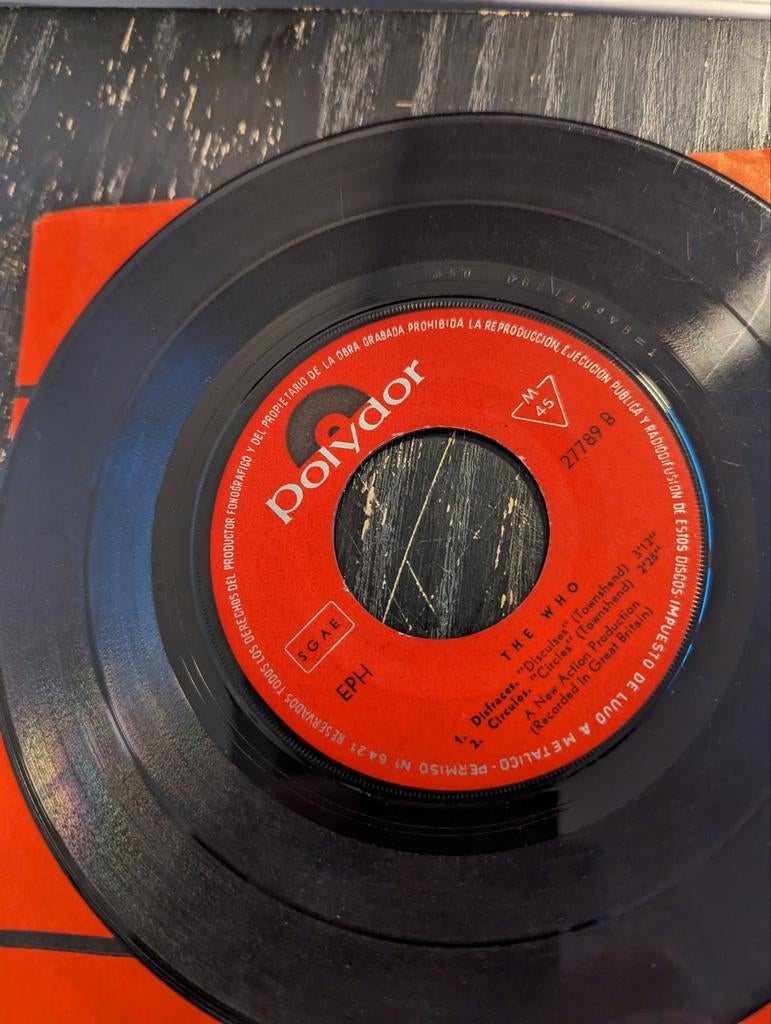 RESERVADOS TODOS LOS DERECHOS DEL PRODUCTOR FONOGRAFICO Y DEL PROPIETARIO DE LA OBRA GRABADA PROHIBIDA LA REPRODUCCION, EJECUCION PUBLICA Y RADIODIFUSION DE ESTOS DISCOS-IMPUESTO DE LUJO A METALICO-PERMISO Nº 6421
polydor
M
45
27789 B
SGAE
EPH
THE WHO
1. Disfraces. "Discuises" (Townshend) 3'12"
2. Circulos. "Circles" (Townshend) 2'28"
A New Action Production
(Recorded in Great Britain)